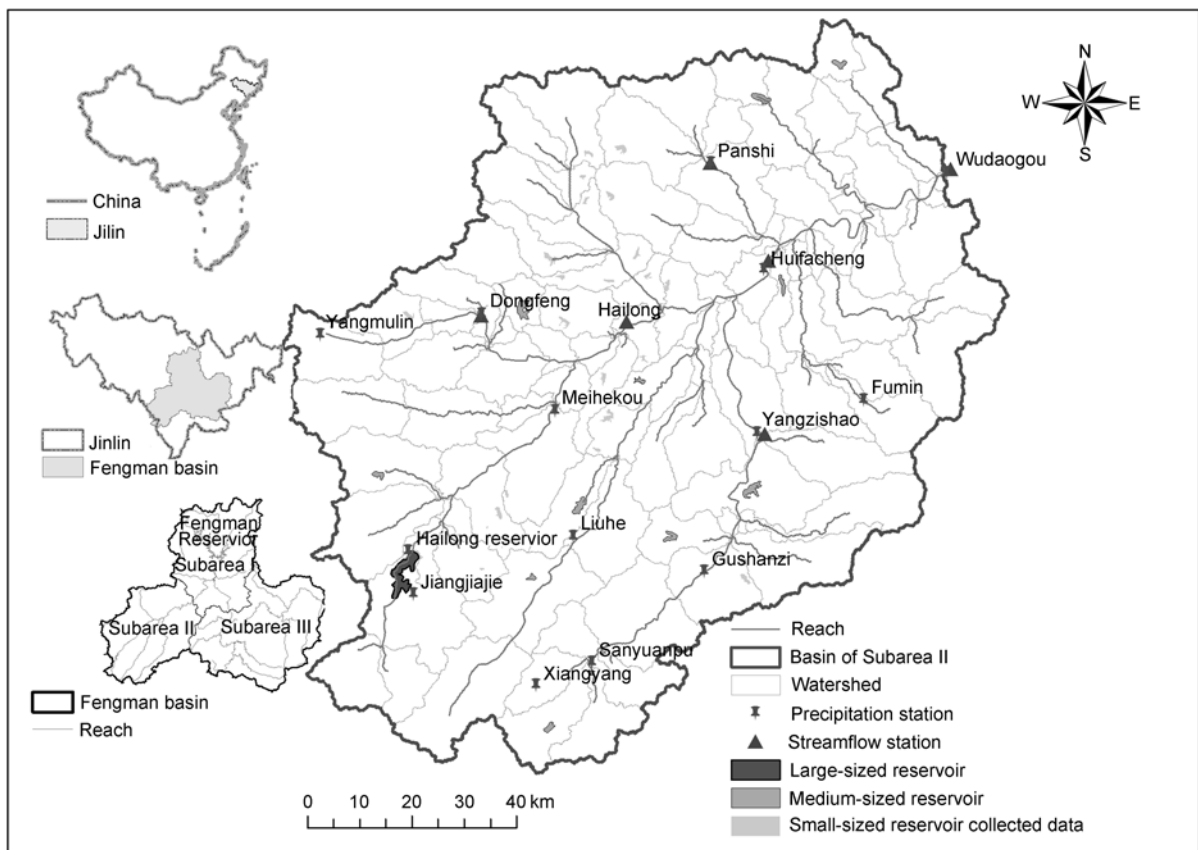 N
W E
S
China
Jilin
Jinlin
Fengman basin
Fengman
Reservior
Subarea I
Subarea II
Subarea III
Fengman basin
Reach
Panshi
Wudaogou
Huifacheng
Dongfeng
Hailong
Yangmulin
Meihekou
Fumin
Yangzishao
Liuhe
Hailong reservior
Jiangjiajie
Gushanzi
Sanyuanpu
Xiangyang
Reach
Basin of Subarea II
Watershed
Precipitation station
Streamflow station
Large-sized reservoir
Medium-sized reservoir
Small-sized reservoir collected data
0 10 20 30 40 km